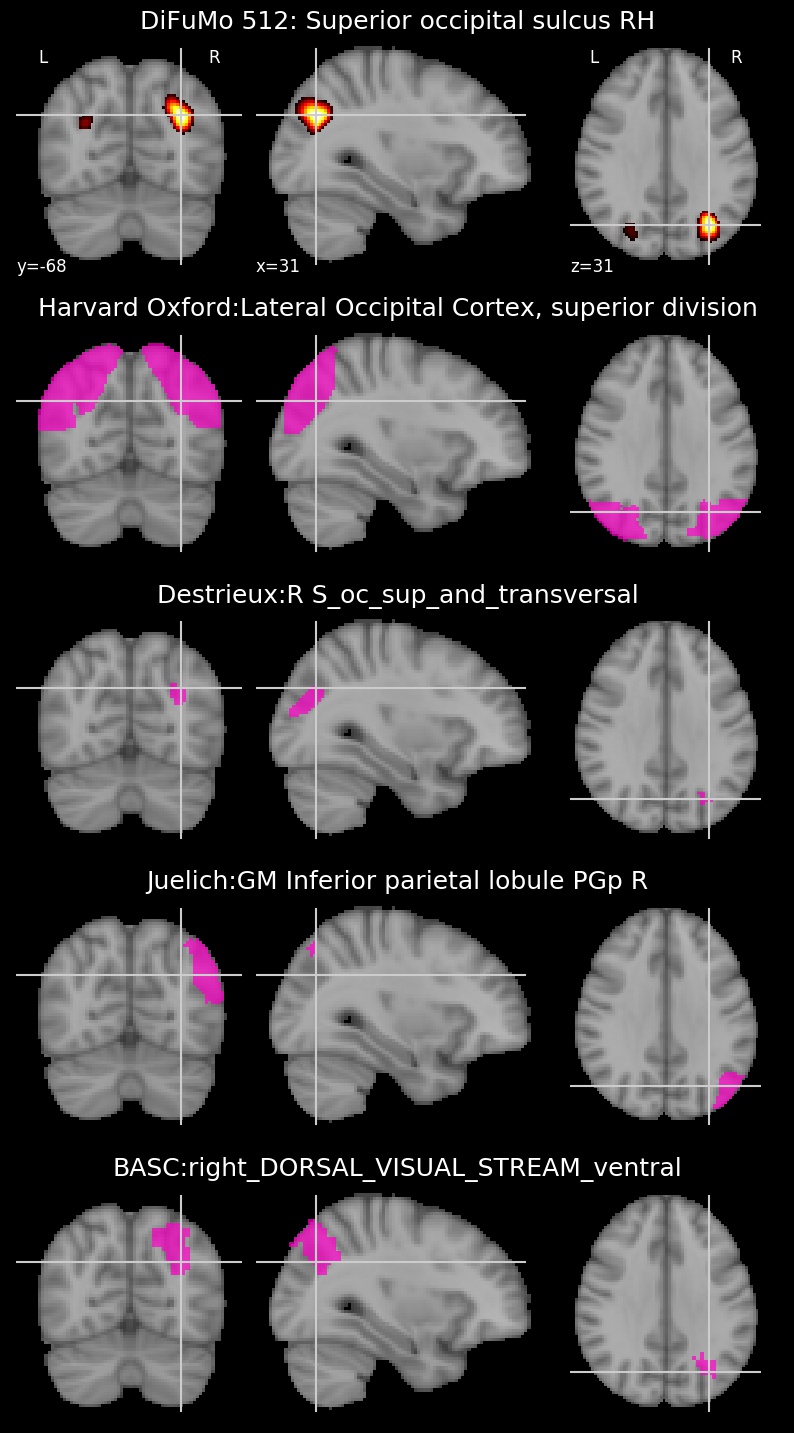 DiFuMo 512: Superior occipital sulcus RH
L R L R
y=-68 x=31 z=31
Harvard Oxford:Lateral Occipital Cortex, superior division
Destrieux:R S_oc_sup_and_transversal
Juelich:GM Inferior parietal lobule PGp R
BASC:right_DORSAL_VISUAL_STREAM_ventral